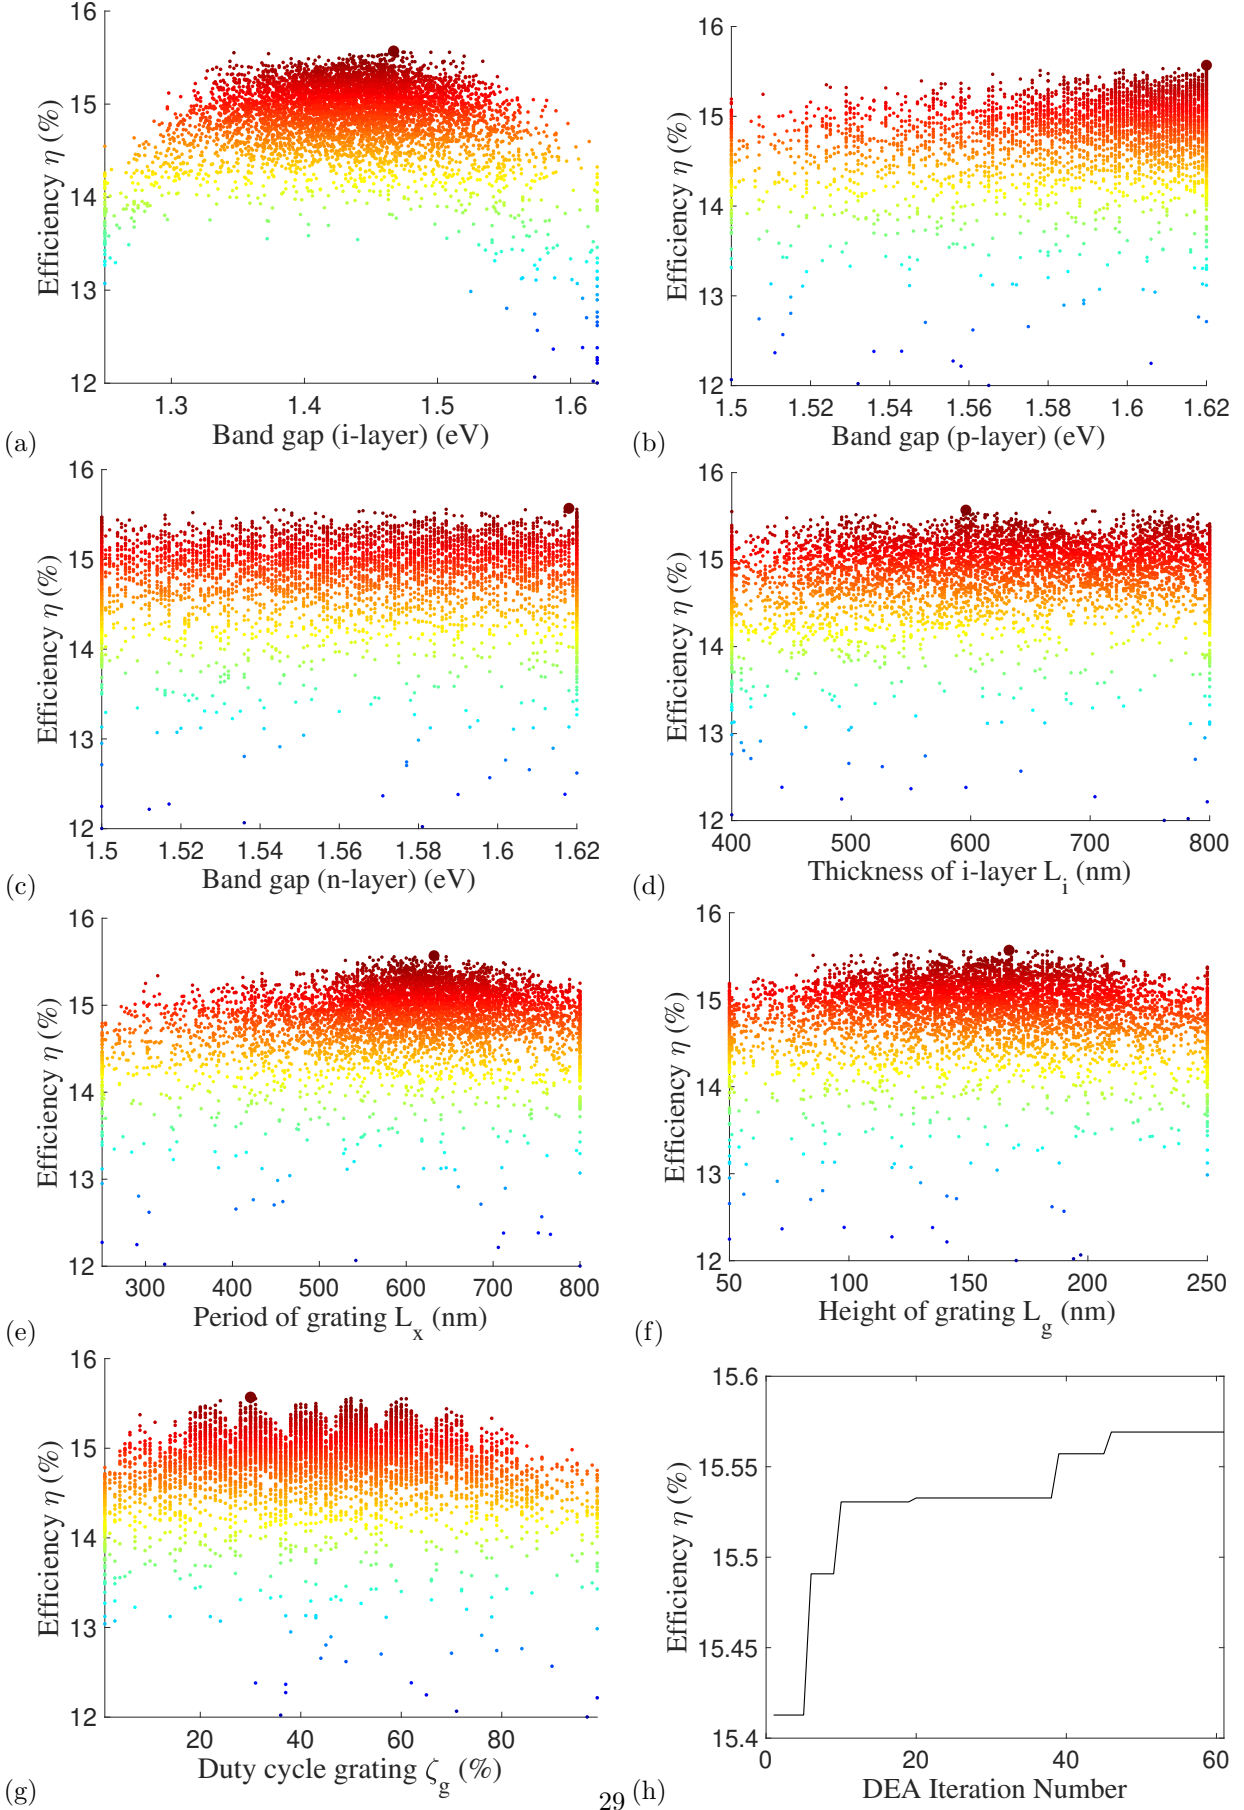 16
15
14
13
12
Efficiency η (%)
1.3 1.4 1.5 1.6
Band gap (i-layer) (eV)
(a)
16
15
14
13
12
Efficiency η (%)
1.5 1.52 1.54 1.56 1.58 1.6 1.62
Band gap (p-layer) (eV)
(b)
16
15
14
13
12
Efficiency η (%)
1.5 1.52 1.54 1.56 1.58 1.6 1.62
Band gap (n-layer) (eV)
(c)
16
15
14
13
12
Efficiency η (%)
400 500 600 700 800
Thickness of i-layer L_i (nm)
(d)
16
15
14
13
12
Efficiency η (%)
300 400 500 600 700 800
Period of grating L_x (nm)
(e)
16
15
14
13
12
Efficiency η (%)
50 100 150 200 250
Height of grating L_g (nm)
(f)
16
15
14
13
12
Efficiency η (%)
20 40 60 80
Duty cycle grating ζ_g (%)
(g)
15.6
15.55
15.5
15.45
15.4
Efficiency η (%)
0 20 40 60
DEA Iteration Number
(h)
29